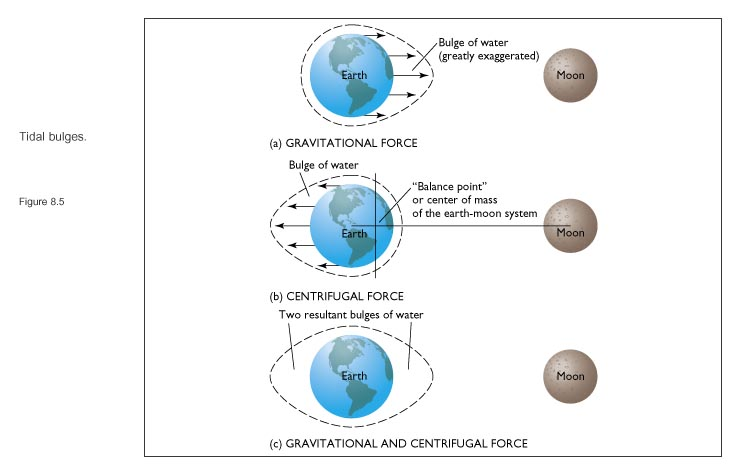 Tidal bulges.
Figure 8.5
Bulge of water
(greatly exaggerated)
Earth
Moon
(a) GRAVITATIONAL FORCE
Bulge of water
"Balance point"
or center of mass
of the earth-moon system
Earth
Moon
(b) CENTRIFUGAL FORCE
Two resultant bulges of water
Earth
Moon
(c) GRAVITATIONAL AND CENTRIFUGAL FORCE